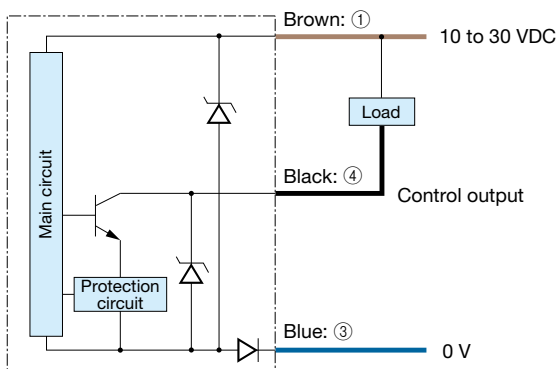 Brown: ①
10 to 30 VDC
Load
Main circuit
Black: ④
Control output
Protection
circuit
Blue: ③
0 V